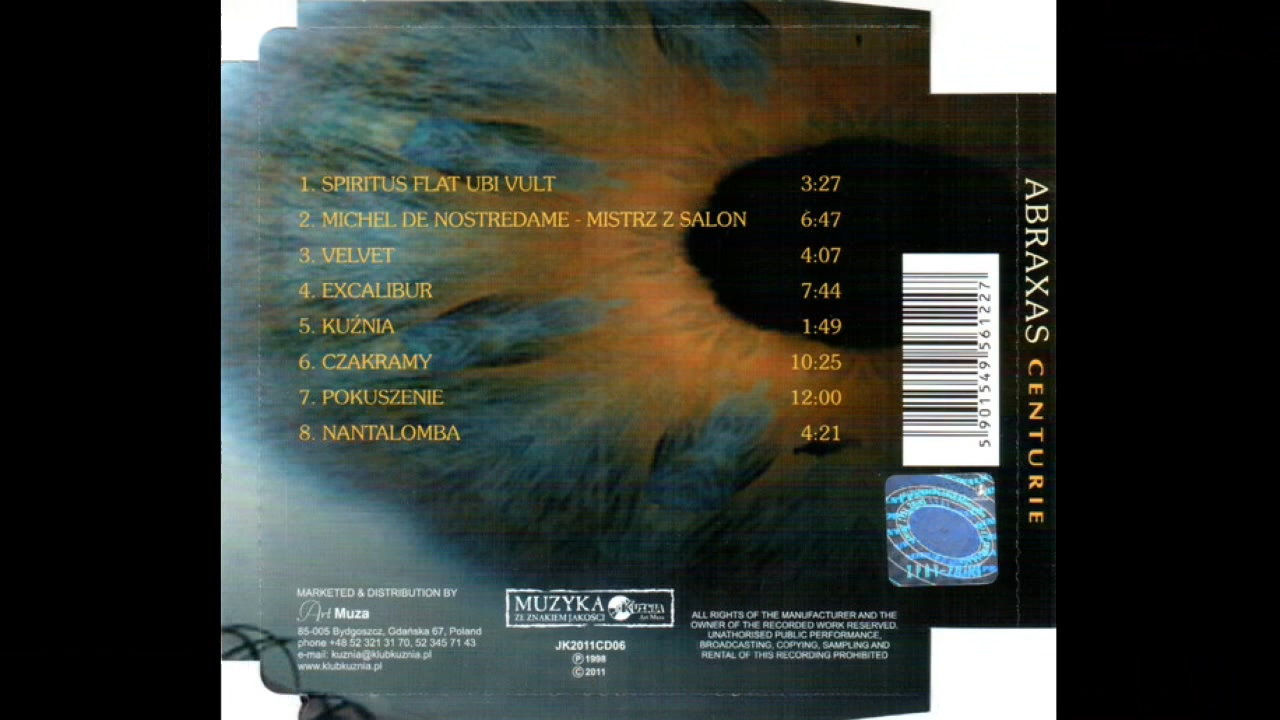 1. SPIRITUS FLAT UBI VULT 3:27
2. MICHEL DE NOSTREDAME - MISTRZ Z SALON 6:47
3. VELVET 4:07
4. EXCALIBUR 7:44
5. KUŹNIA 1:49
6. CZAKRAMY 10:25
7. POKUSZENIE 12:00
8. NANTALOMBA 4:21
ABRAXAS CENTURIE
5 901549 561227
MARKETED & DISTRIBUTION BY
Art Muza
85-005 Bydgoszcz, Gdańska 67, Poland
phone +48 52 321 31 70, 52 345 71 43
e-mail: kuznia@klubkuznia.pl
www.klubkuznia.pl
MUZYKA
ZE ZNAKIEM JAKOŚCI
KUŹNIA
Art Muza
JK2011CD06
Ⓟ1998
©2011
ALL RIGHTS OF THE MANUFACTURER AND THE
OWNER OF THE RECORDED WORK RESERVED.
UNATHORISED PUBLIC PERFORMANCE,
BROADCASTING, COPYING, SAMPLING AND
RENTAL OF THIS RECORDING PROHIBITED